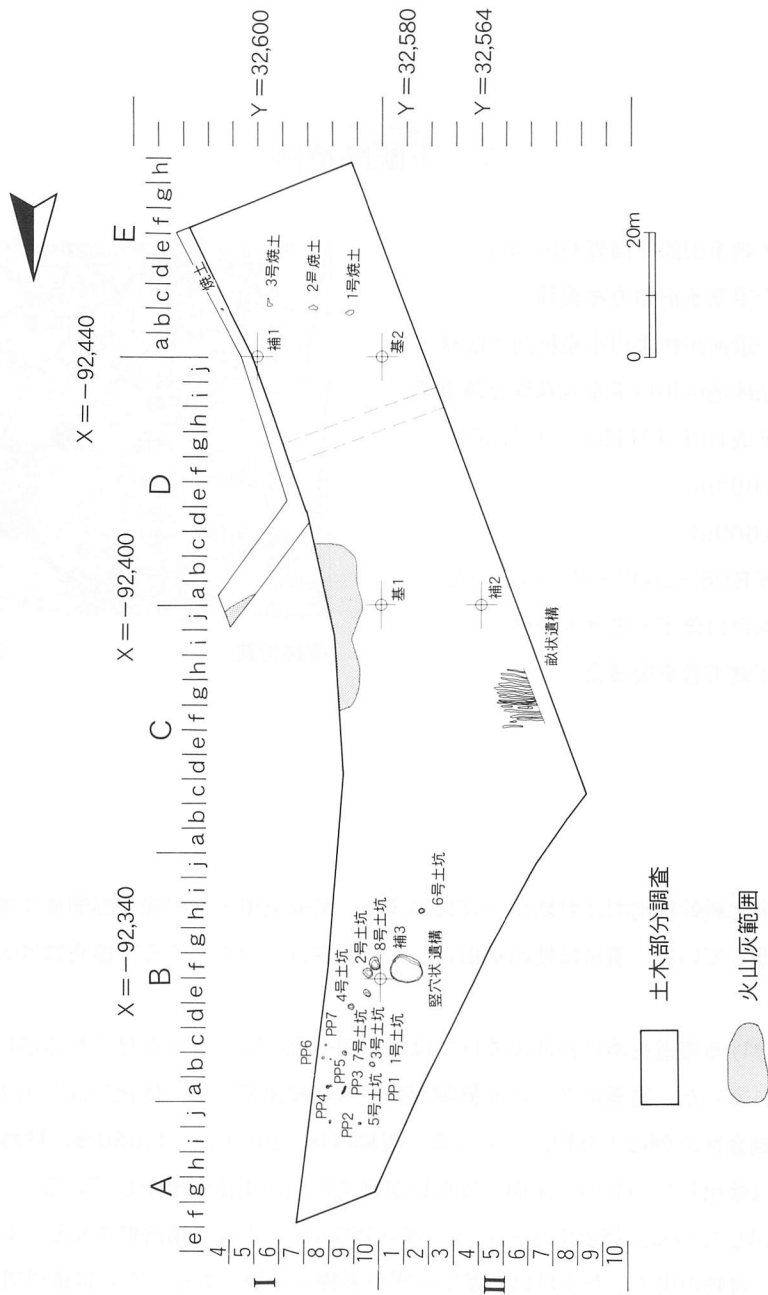 X=-92,340
X=-92,400
X=-92,440
A
B
C
D
E
e f g h i j a b c d e f g h i j a b c d e f g h i j a b c d e f g h i j a b c d e f g h
I
4
5
6
7
8
9
10
II
1
2
3
4
5
6
7
8
9
10
Y=32,600
Y=32,580
Y=32,564
焼土
3号焼土
2号焼土
1号焼土
補1
基2
基1
補2
畝状遺構
PP6
PP7
PP4
PP5
4号土坑
2号土坑
8号土坑
補3
PP3 7号土坑
PP2
5号土坑
3号土坑
PP1 1号土坑
竪穴状 遺構
6号土坑
0 20m
土木部分調査
火山灰範囲